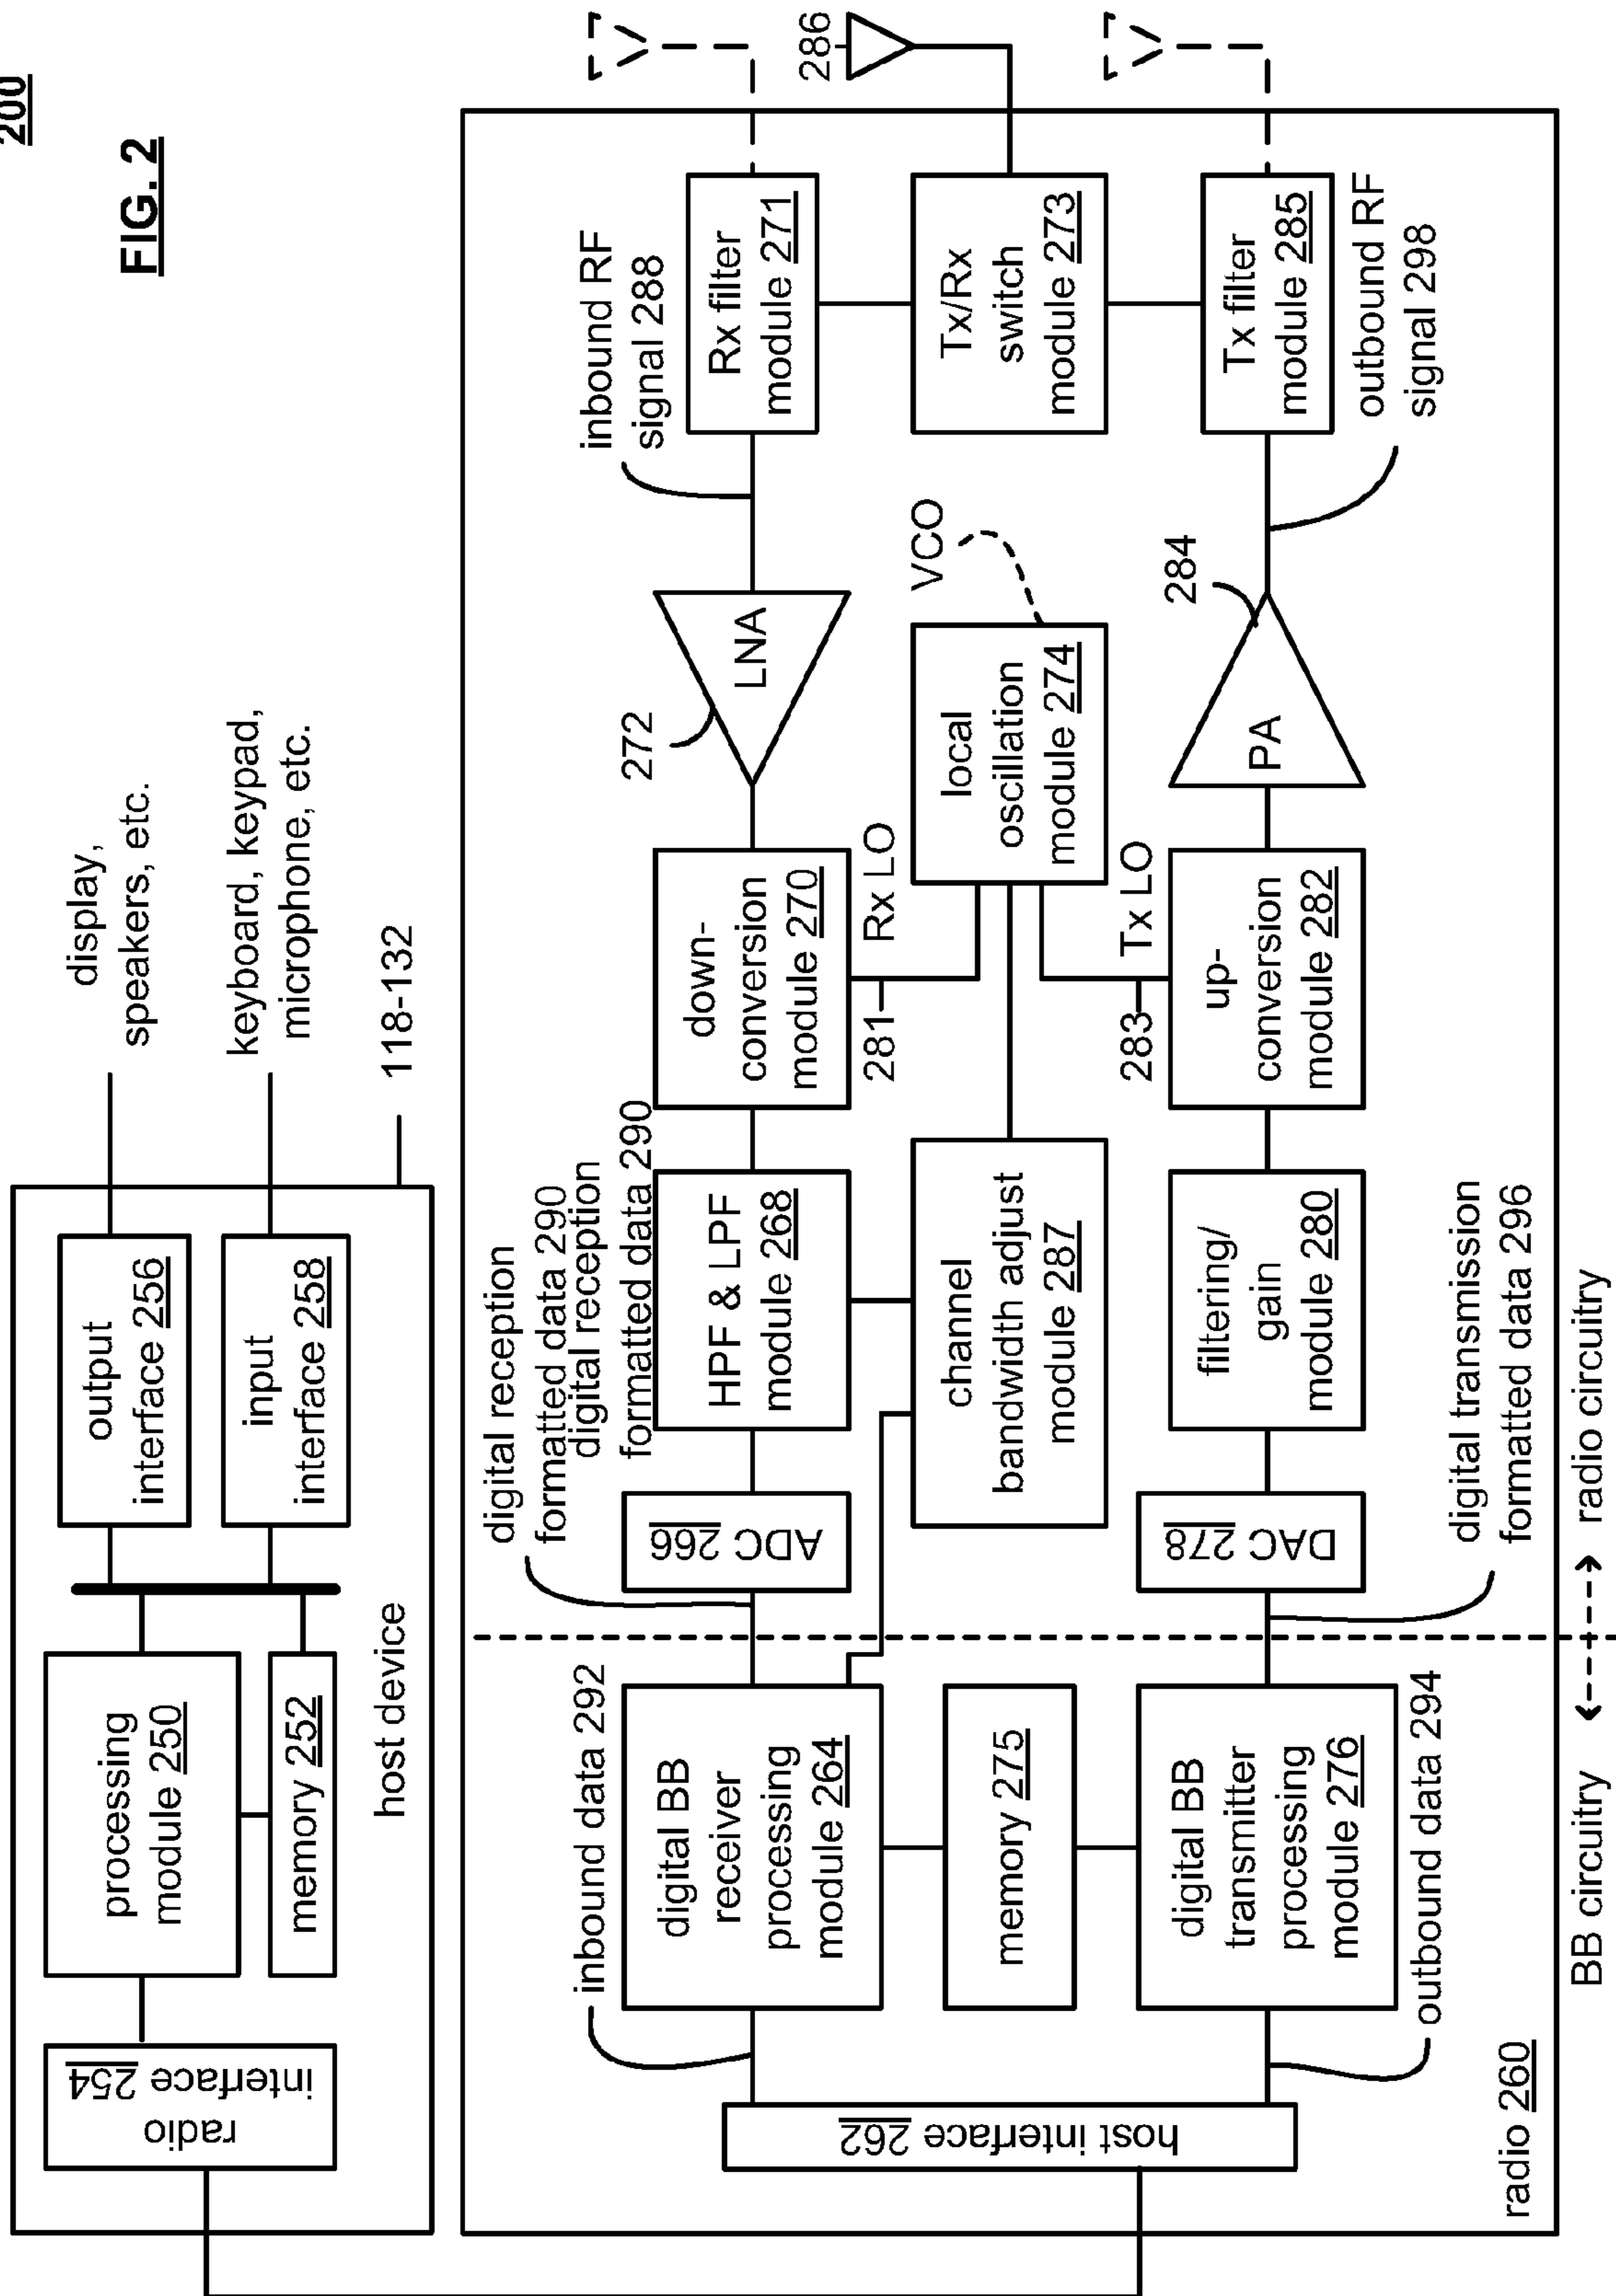 200
FIG. 2
radio
interface 254
processing
module 250
memory 252
output
interface 256
input
interface 258
host device
display,
speakers, etc.
keyboard, keypad,
microphone, etc.
118-132
digital reception
formatted data 290
digital reception
formatted data 290
inbound data 292
digital BB
receiver
processing
module 264
ADC 266
HPF & LPF
module 268
down-
conversion
module 270
272
LNA
inbound RF
signal 288
Rx filter
module 271
286
host interface 262
memory 275
channel
bandwidth adjust
module 287
281
Rx LO
283
Tx LO
local
oscillation
module 274
VCO
Tx/Rx
switch
module 273
digital BB
transmitter
processing
module 276
outbound data 294
DAC 278
filtering/
gain
module 280
up-
conversion
module 282
PA
284
Tx filter
module 285
outbound RF
signal 298
digital transmission
formatted data 296
radio 260
BB circuitry
radio circuitry